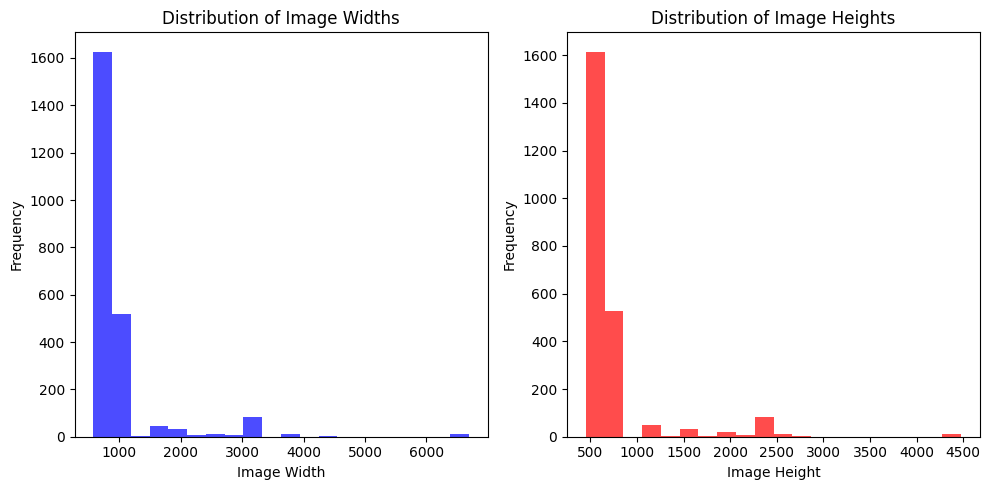 Distribution of Image Widths
Frequency
1600
1400
1200
1000
800
600
400
200
0
1000 2000 3000 4000 5000 6000
Image Width
Distribution of Image Heights
Frequency
1600
1400
1200
1000
800
600
400
200
0
500 1000 1500 2000 2500 3000 3500 4000 4500
Image Height